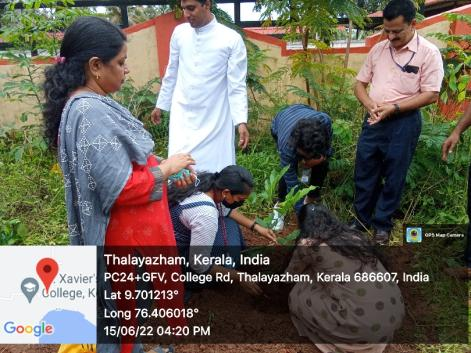 GPS Map Camera
Thalayazham, Kerala, India
PC24+GFV, College Rd, Thalayazham, Kerala 686607, India
Lat 9.701213°
Long 76.406018°
15/06/22 04:20 PM
Xavier's
College, K
Google